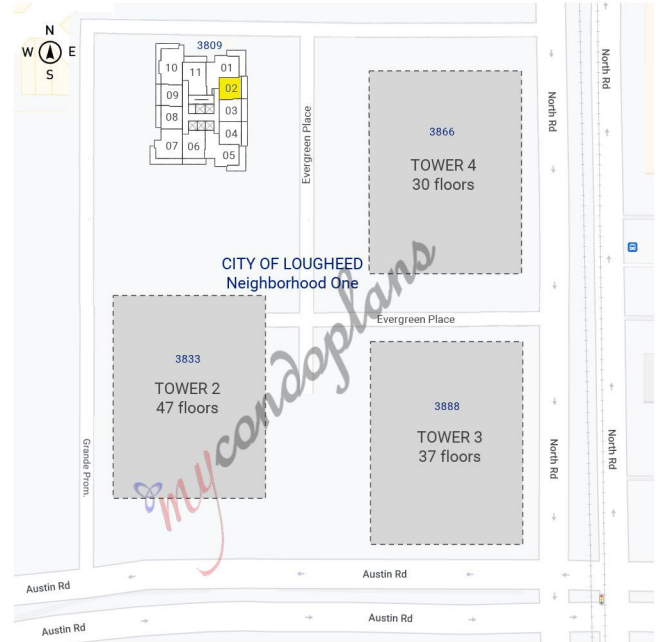 N
W
E
S
3809
10
11
01
02
09
03
08
04
07
06
05
North Rd
North Rd
Evergreen Place
3866
TOWER 4
30 floors
CITY OF LOUGHEED
Neighborhood One
Evergreen Place
3833
TOWER 2
47 floors
3888
TOWER 3
37 floors
Grande Prom.
North Rd
North Rd
mycondoplans
Austin Rd
Austin Rd
Austin Rd
Austin Rd